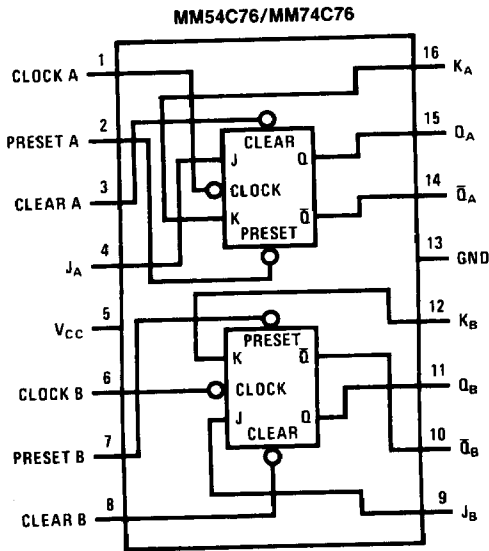 MM54C76/MM74C76
CLOCK A 1
PRESET A 2
CLEAR A 3
JA 4
VCC 5
CLOCK B 6
PRESET B 7
CLEAR B 8
16 KA
15 QA
14 Q̅A
13 GND
12 KB
11 QB
10 Q̅B
9 JB
CLEAR
J Q
CLOCK
K Q̅
PRESET
PRESET
K Q̅
CLOCK
J Q
CLEAR